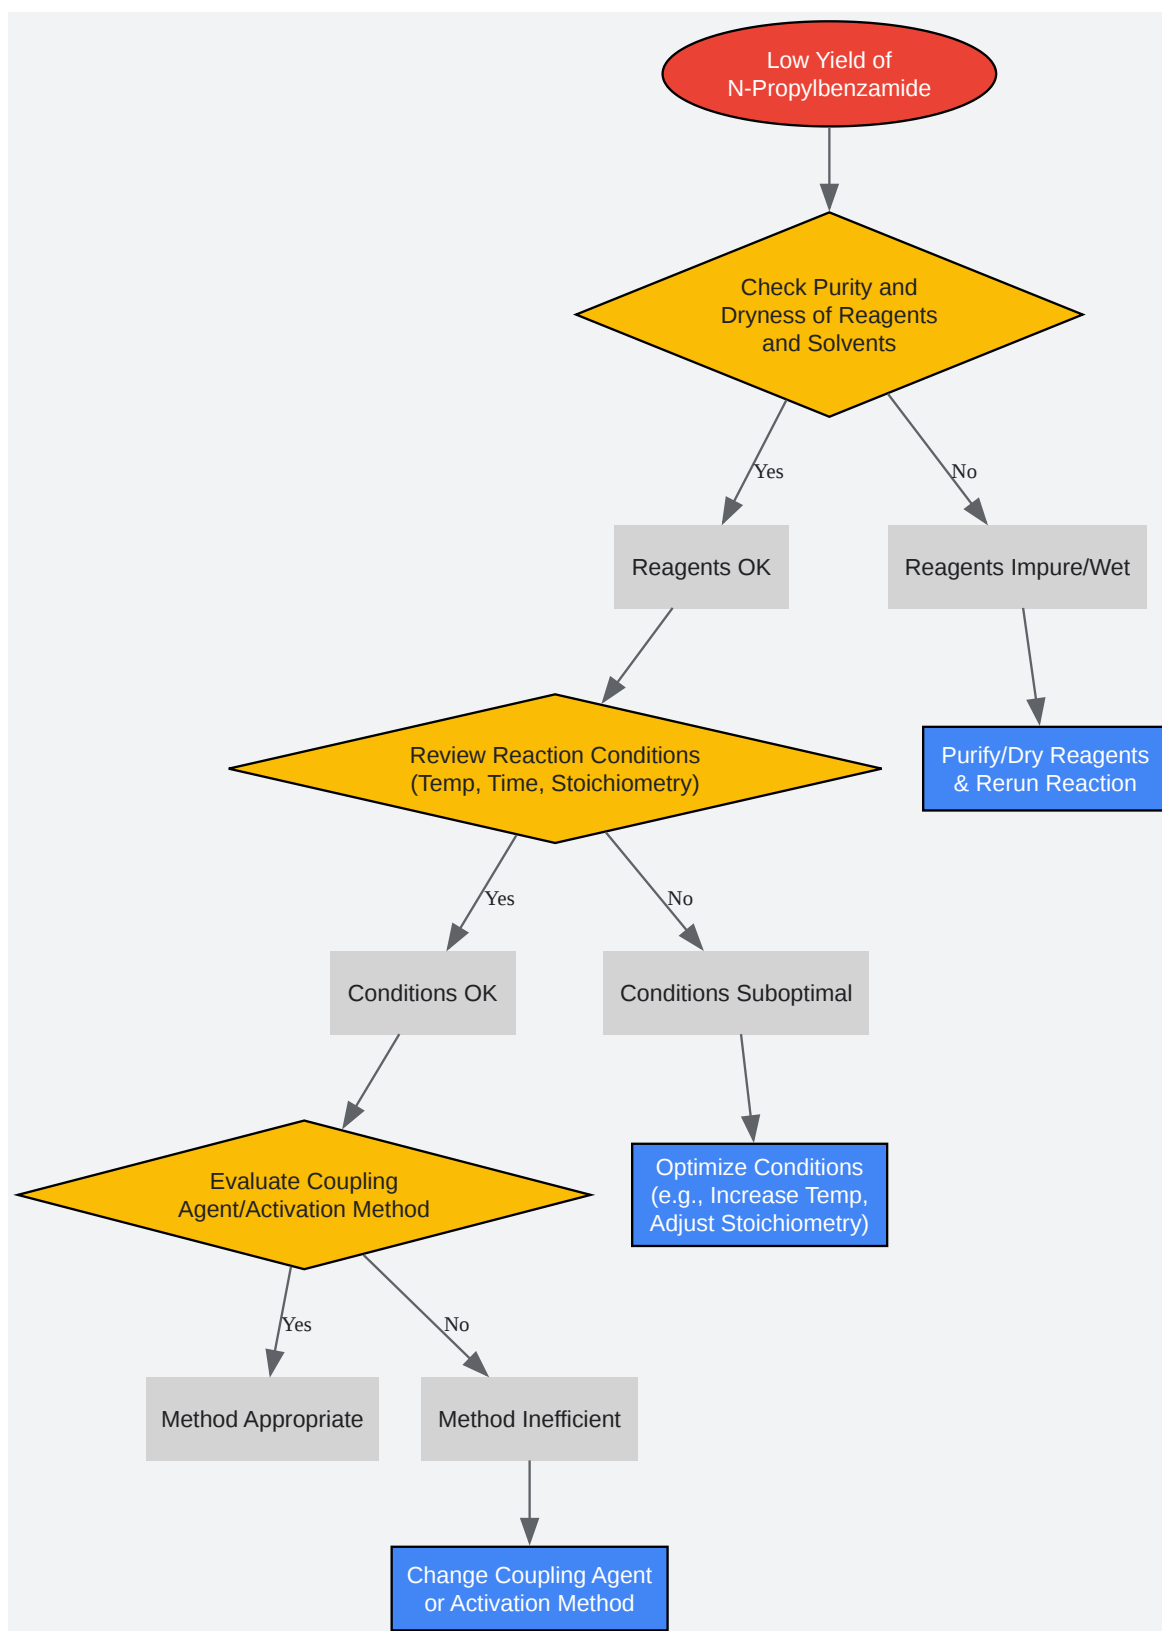 Low Yield of
N-Propylbenzamide
Check Purity and
Dryness of Reagents
and Solvents
Yes
No
Reagents OK
Reagents Impure/Wet
Review Reaction Conditions
(Temp, Time, Stoichiometry)
Purify/Dry Reagents
& Rerun Reaction
Yes
No
Conditions OK
Conditions Suboptimal
Evaluate Coupling
Agent/Activation Method
Optimize Conditions
(e.g., Increase Temp,
Adjust Stoichiometry)
Yes
No
Method Appropriate
Method Inefficient
Change Coupling Agent
or Activation Method